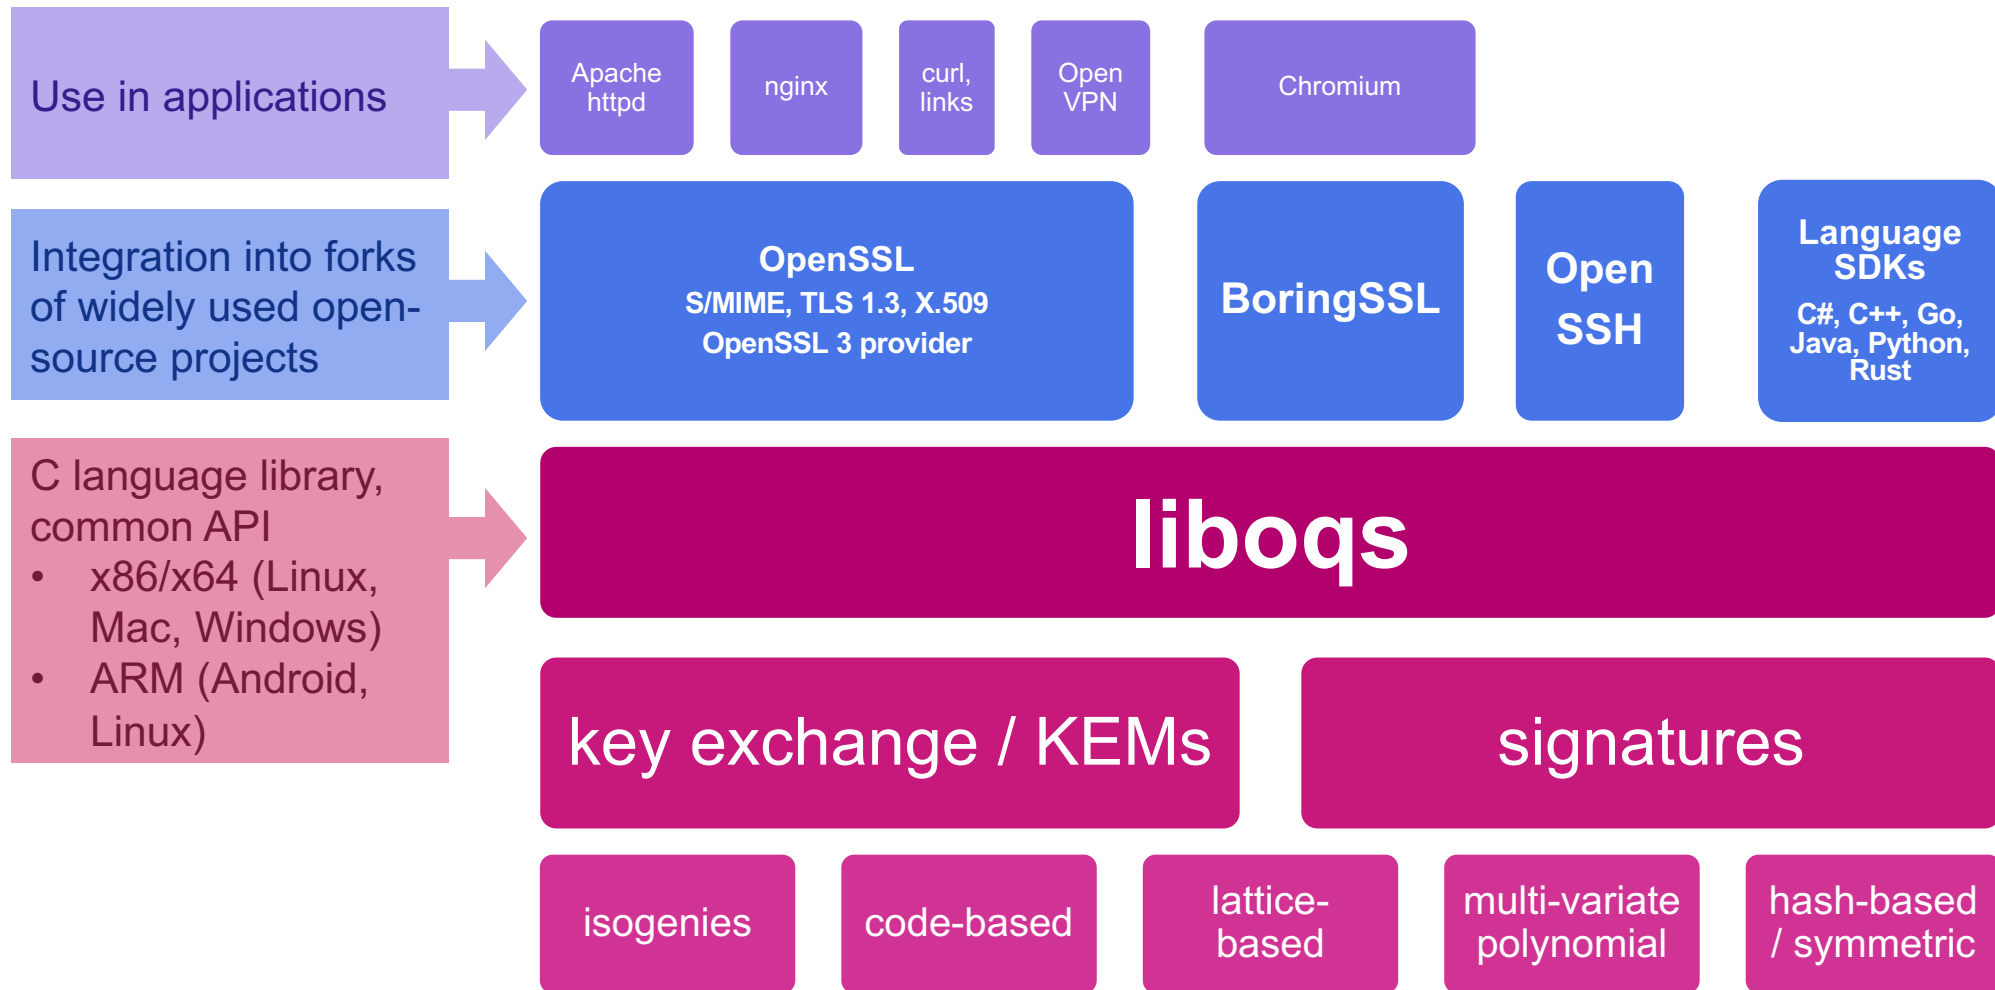 Use in applications
Apache
httpd
nginx
curl,
links
Open
VPN
Chromium
Integration into forks
of widely used open-
source projects
OpenSSL
S/MIME, TLS 1.3, X.509
OpenSSL 3 provider
BoringSSL
Open
SSH
Language
SDKs
C#, C++, Go,
Java, Python,
Rust
C language library,
common API
• x86/x64 (Linux,
Mac, Windows)
• ARM (Android,
Linux)
liboqs
key exchange / KEMs
signatures
isogenies
code-based
lattice-
based
multi-variate
polynomial
hash-based
/ symmetric